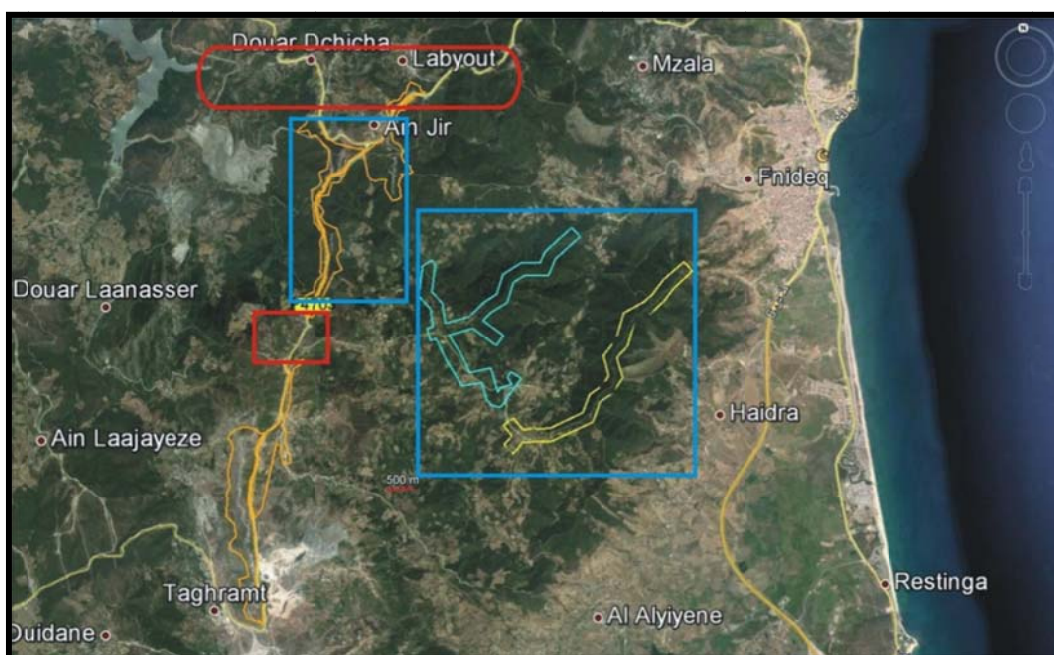 N
Douar Dchicha
Labyout
Mzala
Ain Jir
Fnideq
Douar Laanasser
Haidra
Ain Laajayeze
500 m
Taghramt
Restinga
Al Alyiyene
Ouidane